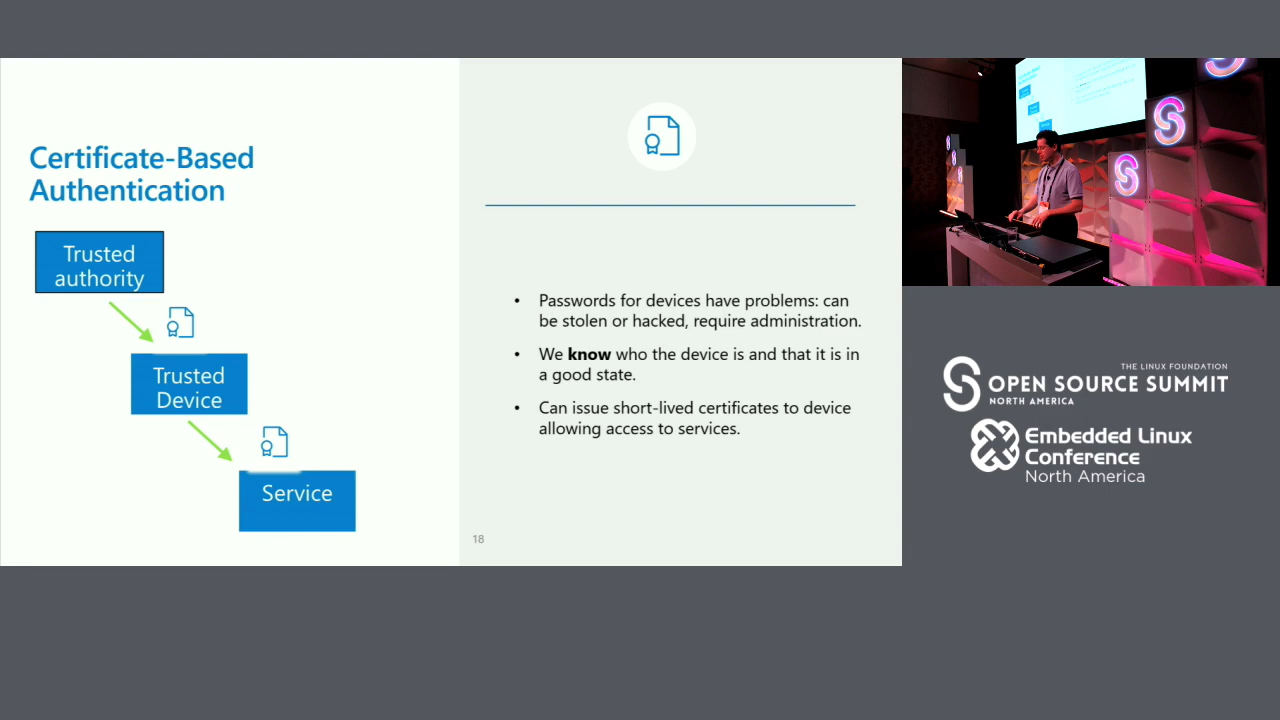 Certificate-Based
Authentication
Trusted
authority
Trusted
Device
Service
• Passwords for devices have problems: can
be stolen or hacked, require administration.
• We know who the device is and that it is in
a good state.
• Can issue short-lived certificates to device
allowing access to services.
18
THE LINUX FOUNDATION
OPEN SOURCE SUMMIT
NORTH AMERICA
Embedded Linux
Conference
North America